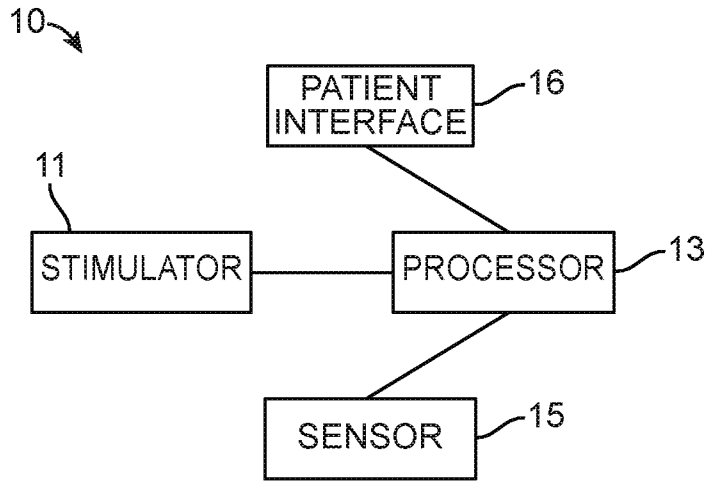 10
PATIENT
INTERFACE
16
11
STIMULATOR
PROCESSOR
13
SENSOR
15